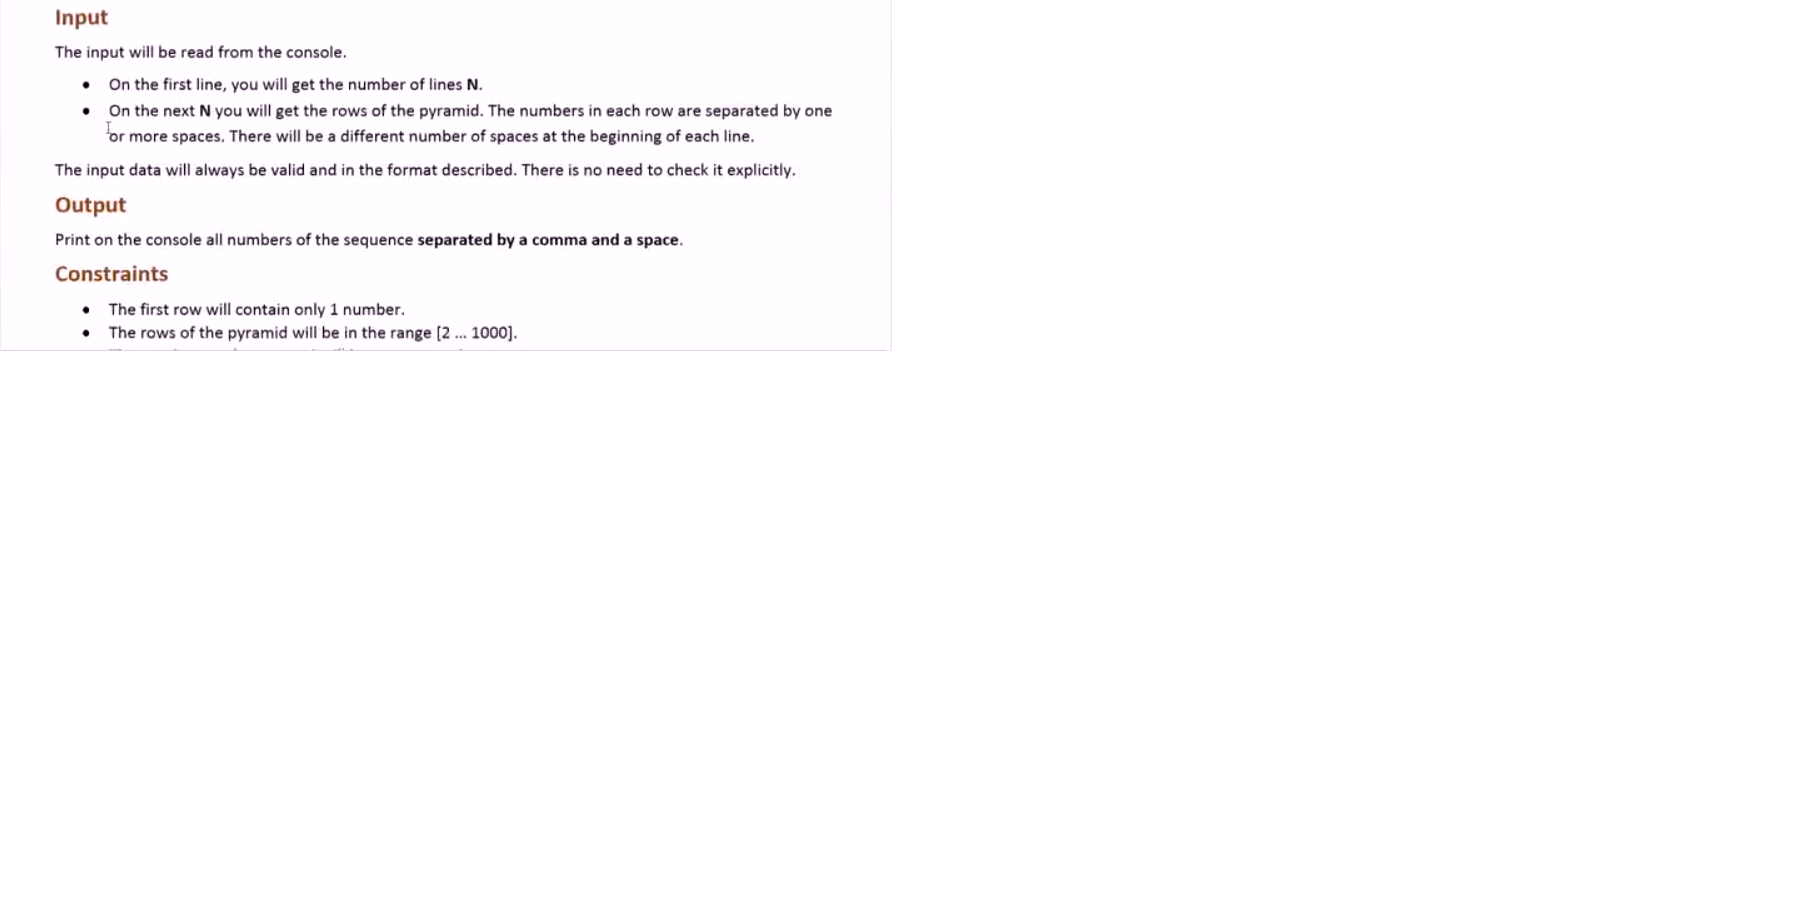 Input
The input will be read from the console.
• On the first line, you will get the number of lines N.
• On the next N you will get the rows of the pyramid. The numbers in each row are separated by one
or more spaces. There will be a different number of spaces at the beginning of each line.
The input data will always be valid and in the format described. There is no need to check it explicitly.
Output
Print on the console all numbers of the sequence separated by a comma and a space.
Constraints
• The first row will contain only 1 number.
• The rows of the pyramid will be in the range [2 ... 1000].